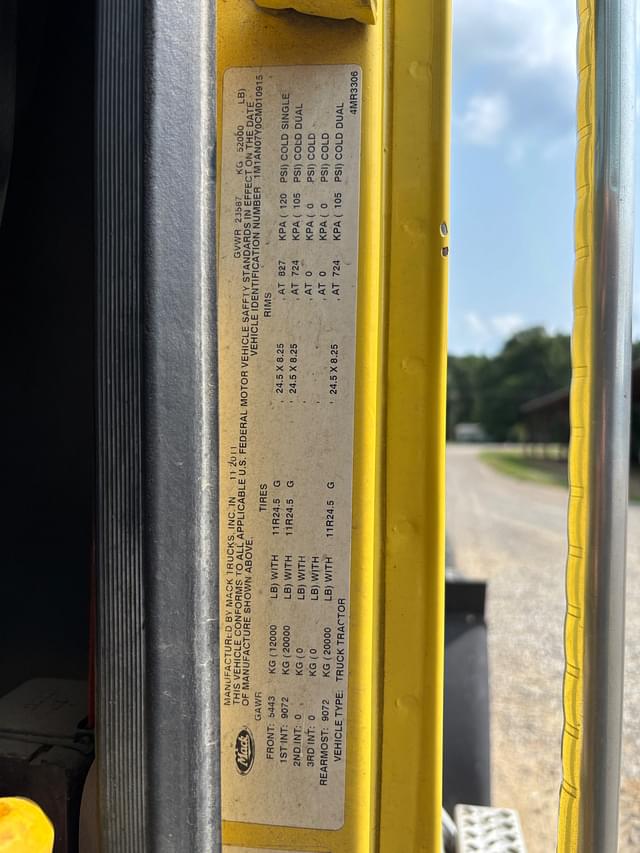 Mack
MANUFACTURED BY MACK TRUCKS, INC. IN 11 2011 GVWR 23587 KG 52000 LB)
THIS VEHICLE CONFORMS TO ALL APPLICABLE U.S. FEDERAL MOTOR VEHICLE SAFFTY STANDARDS IN EFFECT ON THE DATE
OF MANUFACTURE SHOWN ABOVE. VEHICLE IDENTIFICATION NUMBER 1M1AN07Y0CM010915
GAWR TIRES RIMS
FRONT: 5443 KG (12000 LB) WITH 11R24.5 G , 24.5 X 8.25 , AT 827 KPA ( 120 PSI) COLD SINGLE
1ST INT: 9072 KG (20000 LB) WITH 11R24.5 G , 24.5 X 8.25 , AT 724 KPA ( 105 PSI) COLD DUAL
2ND INT: 0 KG (0 LB) WITH , , AT 0 KPA ( 0 PSI) COLD
3RD INT: 0 KG (0 LB) WITH , , AT 0 KPA ( 0 PSI) COLD
REARMOST: 9072 KG (20000 LB) WITH 11R24.5 G , 24.5 X 8.25 , AT 724 KPA ( 105 PSI) COLD DUAL
VEHICLE TYPE: TRUCK TRACTOR 4MR3306